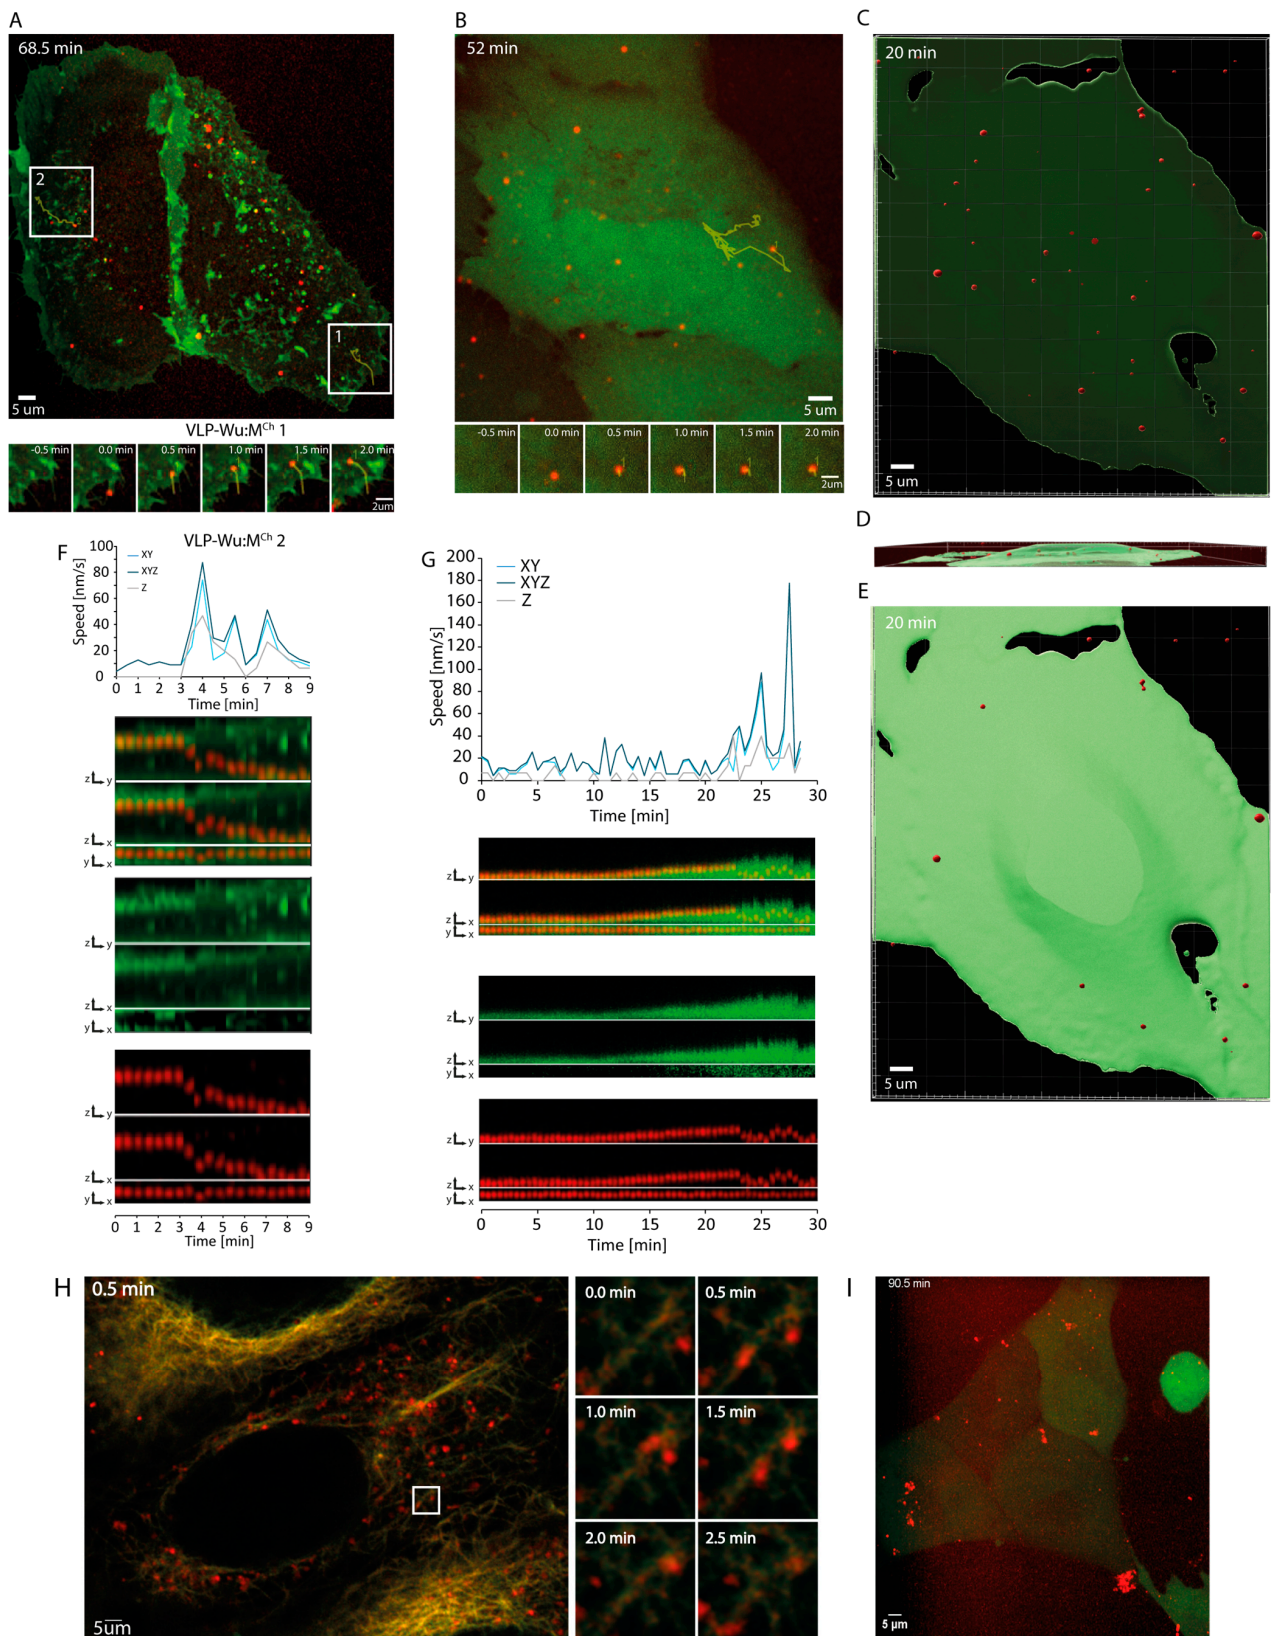 A
68.5 min
2
1
5 um
VLP-Wu:M^Ch 1
-0.5 min
0.0 min
0.5 min
1.0 min
1.5 min
2.0 min
2um
B
52 min
5 um
-0.5 min
0.0 min
0.5 min
1.0 min
1.5 min
2.0 min
2um
C
20 min
5 um
D
E
20 min
5 um
F
VLP-Wu:M^Ch 2
XY
XYZ
Z
Speed [nm/s]
100
80
60
40
20
0
0 1 2 3 4 5 6 7 8 9
Time [min]
z y
z x
y x
z y
z x
y x
z y
z x
y x
0 1 2 3 4 5 6 7 8 9
Time [min]
G
XY
XYZ
Z
Speed [nm/s]
200
180
160
140
120
100
80
60
40
20
0
0 5 10 15 20 25 30
Time [min]
z y
z x
y x
z y
z x
y x
z y
z x
y x
0 5 10 15 20 25 30
Time [min]
H
0.5 min
5um
0.0 min
0.5 min
1.0 min
1.5 min
2.0 min
2.5 min
I
90.5 min
5 µm